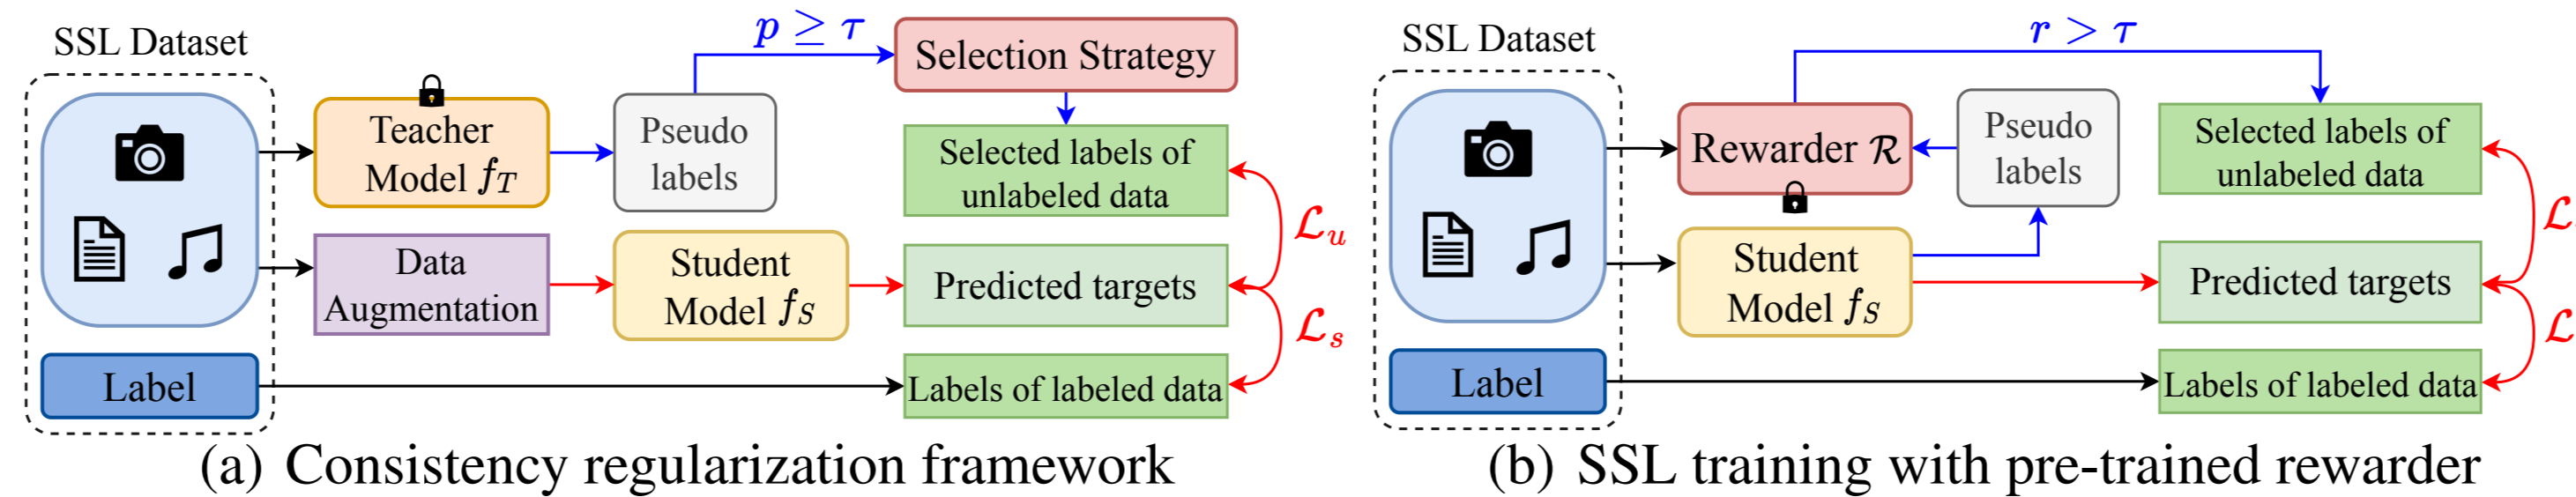 SSL Dataset
p ≥ τ
Selection Strategy
Teacher
Model f_T
Pseudo
labels
Selected labels of
unlabeled data
Data
Augmentation
Student
Model f_S
Predicted targets
ℒ_u
ℒ_s
Label
Labels of labeled data
(a) Consistency regularization framework
SSL Dataset
r > τ
Rewarder ℛ
Pseudo
labels
Selected labels of
unlabeled data
Student
Model f_S
Predicted targets
ℒ
ℒ
Label
Labels of labeled data
(b) SSL training with pre-trained rewarder